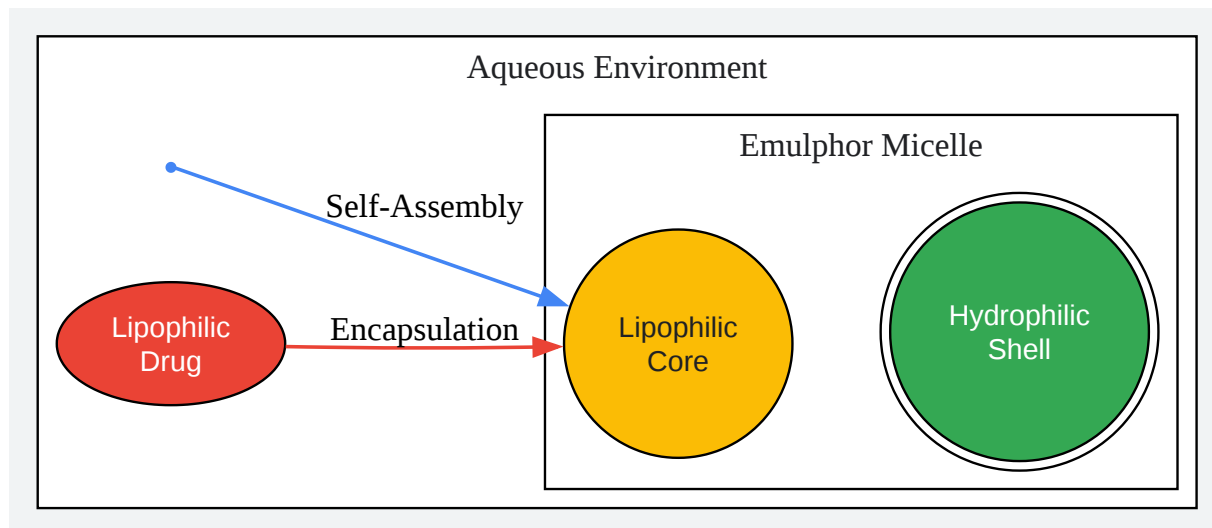 Aqueous Environment
Emulphor Micelle
Self-Assembly
Encapsulation
Lipophilic
Drug
Lipophilic
Core
Hydrophilic
Shell